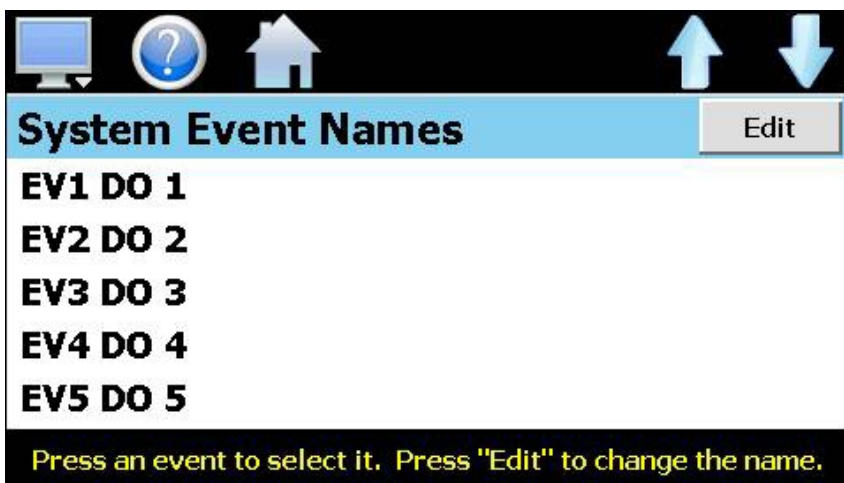 ?
System Event Names
Edit
EV1 DO 1
EV2 DO 2
EV3 DO 3
EV4 DO 4
EV5 DO 5
Press an event to select it. Press "Edit" to change the name.